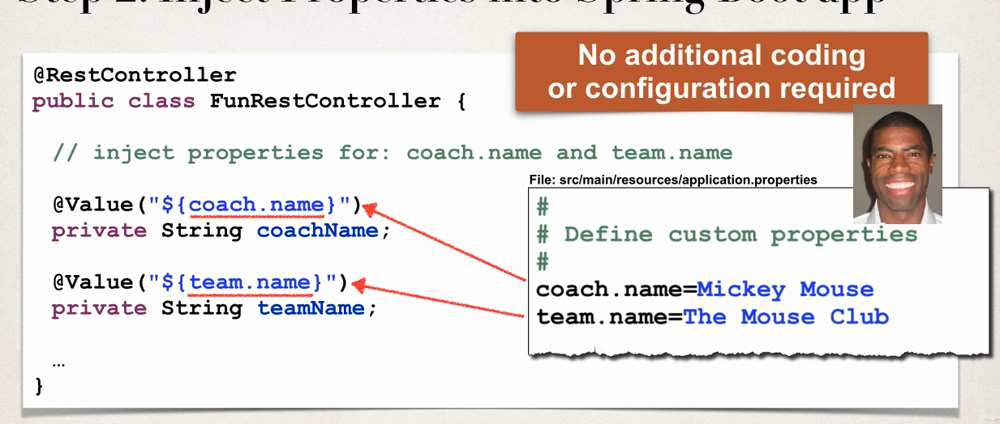 Step 2: Inject Properties into Spring Boot app
No additional coding
or configuration required
@RestController
public class FunRestController {
// inject properties for: coach.name and team.name
@Value("${coach.name}")
private String coachName;
@Value("${team.name}")
private String teamName;
...
}
File: src/main/resources/application.properties
#
# Define custom properties
#
coach.name=Mickey Mouse
team.name=The Mouse Club